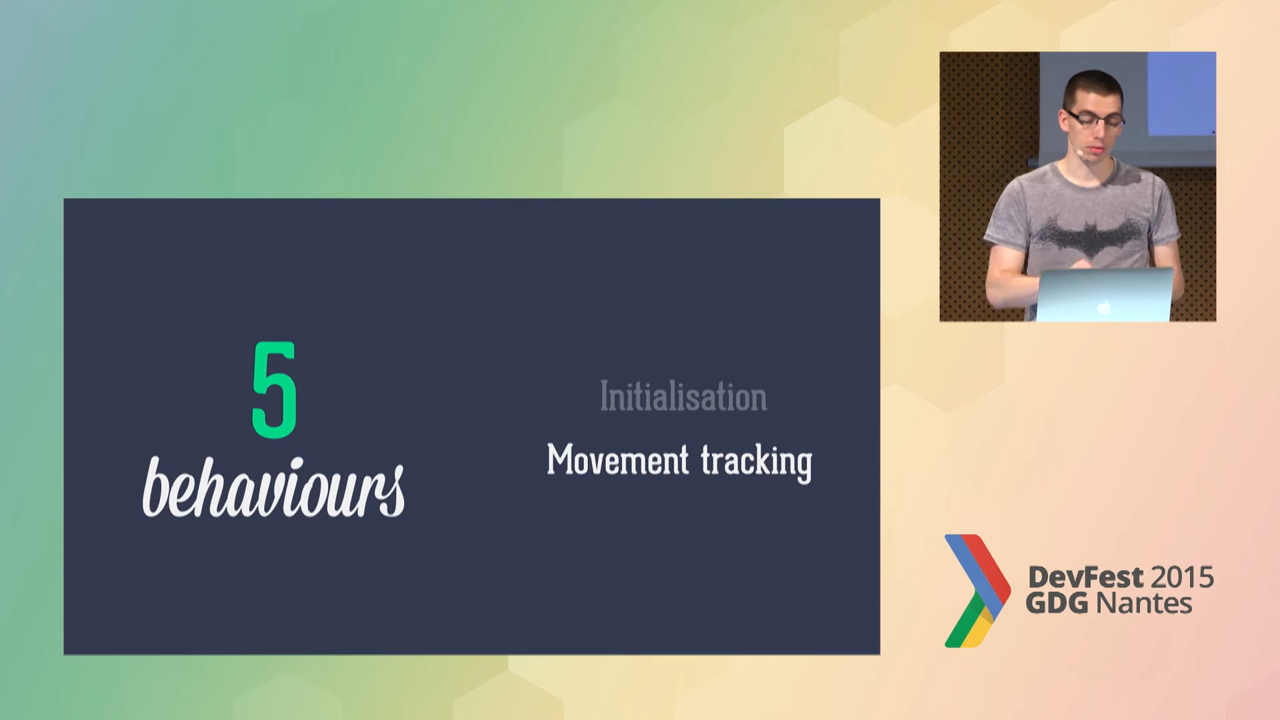 5
behaviours
Initialisation
Movement tracking
DevFest 2015
GDG Nantes